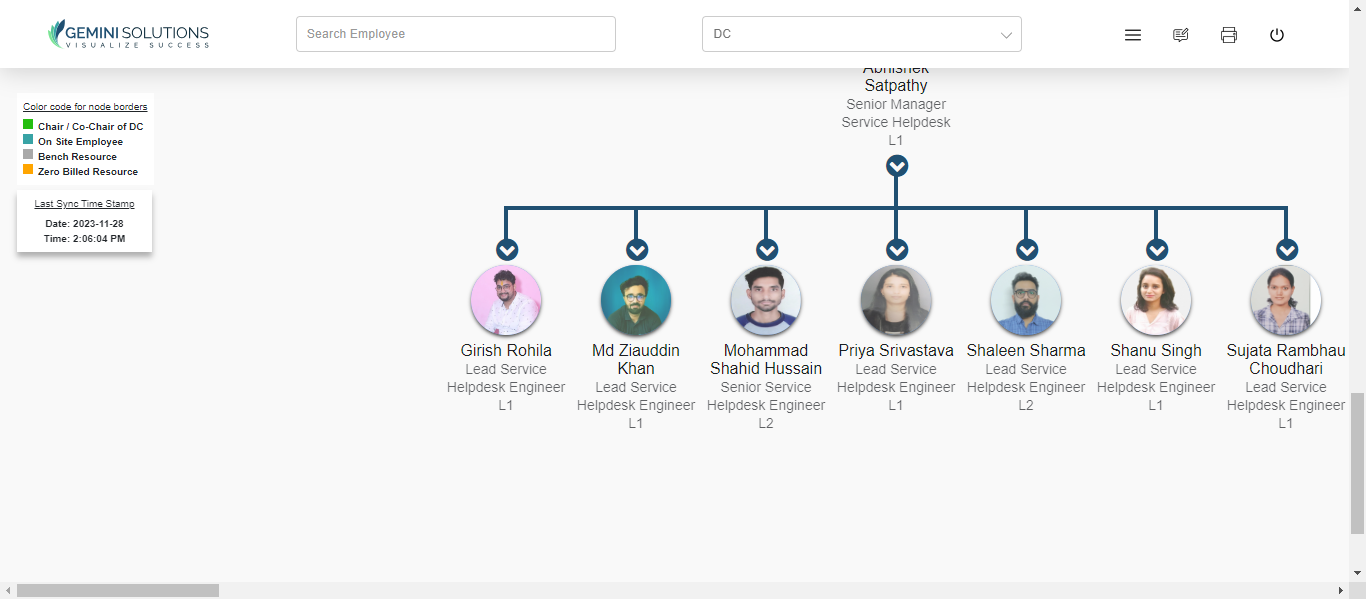 GEMINI SOLUTIONS
VISUALIZE SUCCESS
Search Employee
DC
Color code for node borders
Chair / Co-Chair of DC
On Site Employee
Bench Resource
Zero Billed Resource
Last Sync Time Stamp
Date: 2023-11-28
Time: 2:06:04 PM
Abhishek
Satpathy
Senior Manager
Service Helpdesk
L1
Girish Rohila
Lead Service
Helpdesk Engineer
L1
Md Ziauddin
Khan
Lead Service
Helpdesk Engineer
L1
Mohammad
Shahid Hussain
Senior Service
Helpdesk Engineer
L2
Priya Srivastava
Lead Service
Helpdesk Engineer
L1
Shaleen Sharma
Lead Service
Helpdesk Engineer
L2
Shanu Singh
Lead Service
Helpdesk Engineer
L1
Sujata Rambhau
Choudhari
Lead Service
Helpdesk Engineer
L1